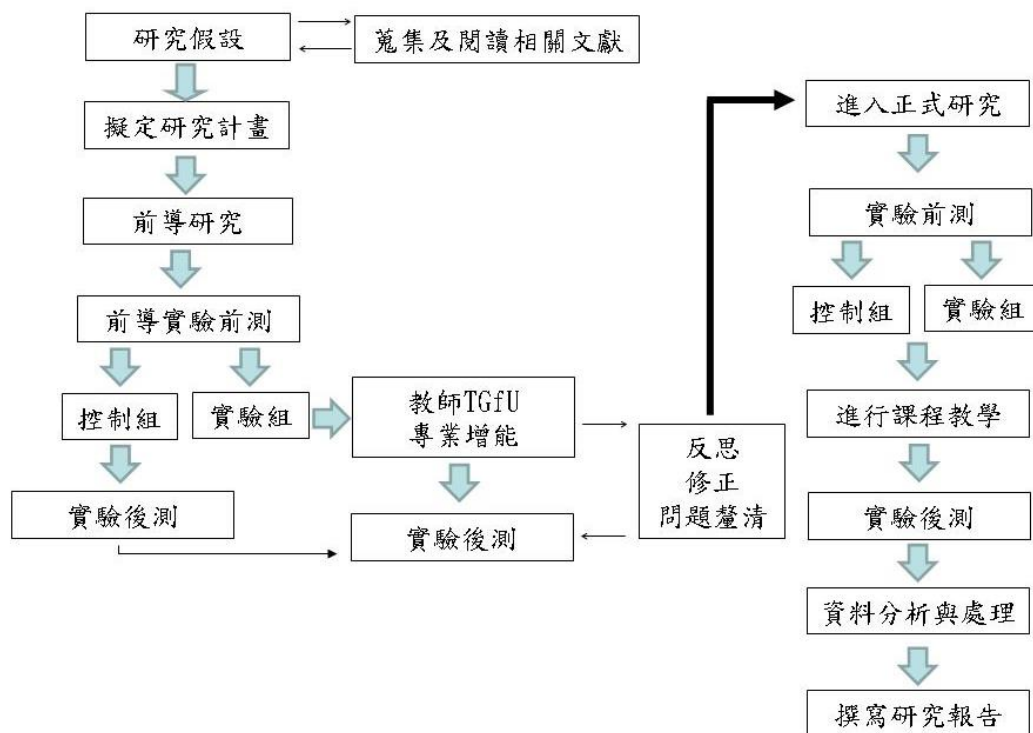 研究假設
蒐集及閱讀相關文獻
擬定研究計畫
前導研究
前導實驗前測
控制組
實驗組
教師TGfU
專業增能
實驗後測
實驗後測
反思
修正
問題釐清
進入正式研究
實驗前測
控制組
實驗組
進行課程教學
實驗後測
資料分析與處理
撰寫研究報告